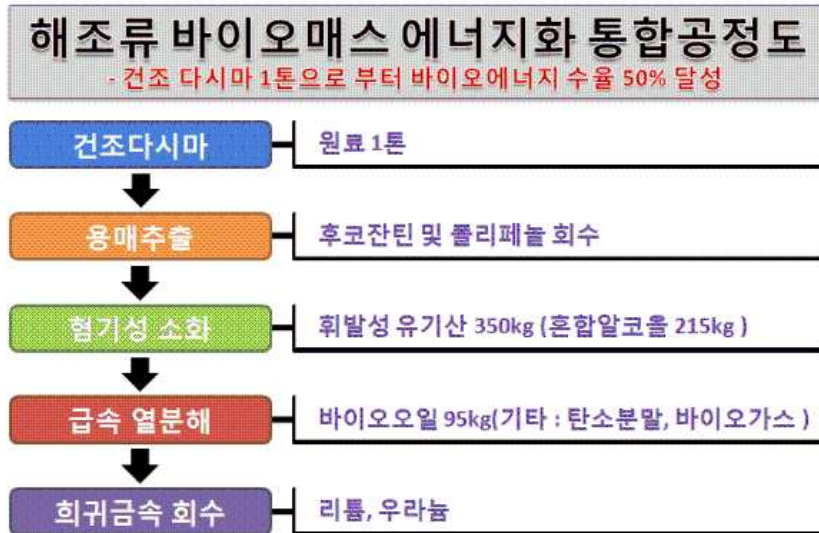 해조류 바이오매스 에너지화 통합공정도
- 건조 다시마 1톤으로 부터 바이오에너지 수율 50% 달성
건조다시마
원료 1톤
용매추출
후코잔틴 및 폴리페놀 회수
혐기성 소화
휘발성 유기산 350kg (혼합알코올 215kg )
급속 열분해
바이오오일 95kg(기타 : 탄소분말, 바이오가스 )
희귀금속 회수
리튬, 우라늄